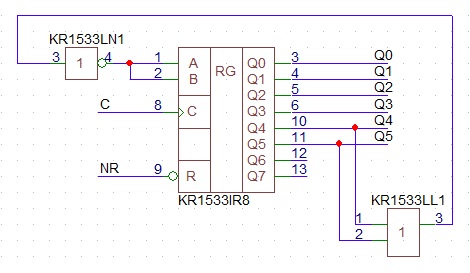 KR1533LN1
3 1 4 1 A RG Q0 3 Q0
2 B Q1 4 Q1
Q2 5 Q2
C 8 C Q3 6 Q3
Q4 10 Q4
Q5 11 Q5
Q6 12
NR 9 R Q7 13
KR1533IR8 KR1533LL1
1 1 3
2